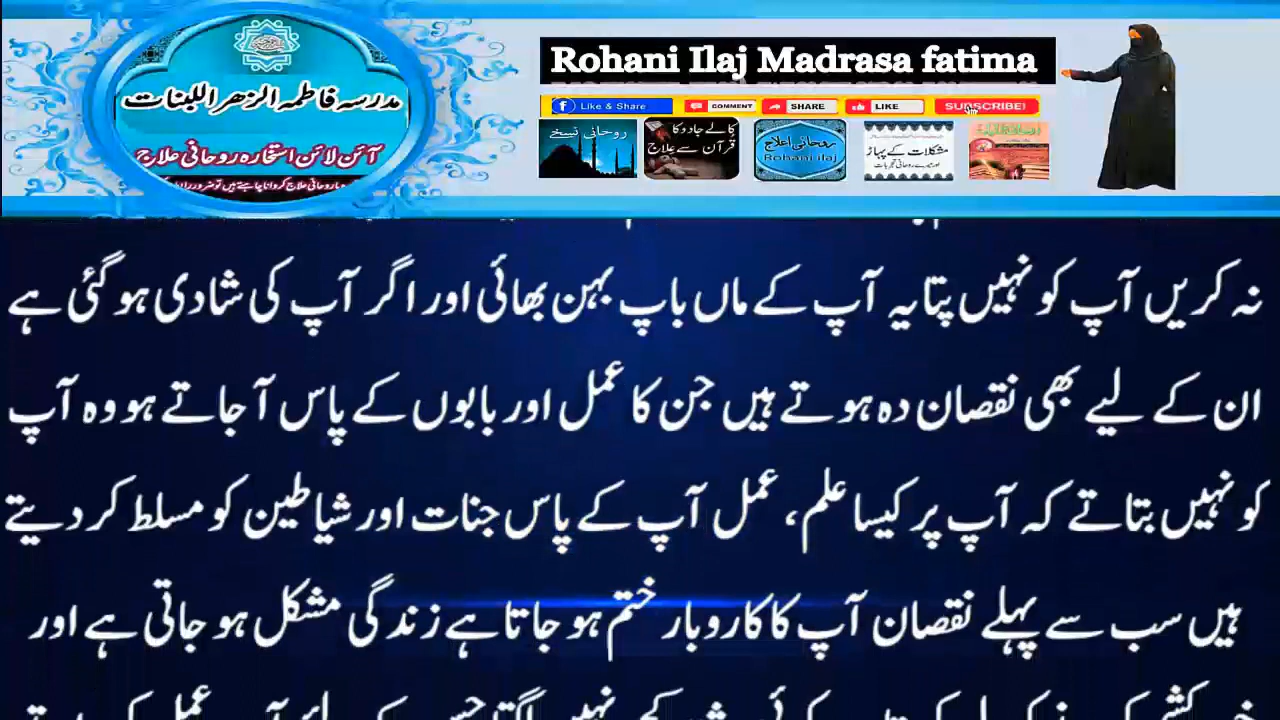 مدرسہ فاطمہ الزھرا للبنات
آئن لائن استخارہ روحانی علاج
Rohani Ilaj Madrasa fatima
Like & Share
COMMENT
SHARE
LIKE
SUBSCRIBE!
روحانی نسخ
کالے جادو کا
قرآن سے علاج
روحانی علاج
Rohani ilaj
مشکلات کے پہاڑ
نہ کریں آپ کو نہیں پتا یہ آپ کے ماں باپ بہن بھائی اور اگر آپ کی شادی ہو گئی ہے
ان کے لیے بھی نقصان دہ ہوتے ہیں جن کا عمل اور بابوں کے پاس آ جاتے ہو وہ آپ
کو نہیں بتاتے کہ آپ پر کیسا علم، عمل آپ کے پاس جنات اور شیاطین کو مسلط کر دیتے
ہیں سب سے پہلے نقصان آپ کا کاروبار ختم ہو جاتا ہے زندگی مشکل ہو جاتی ہے اور